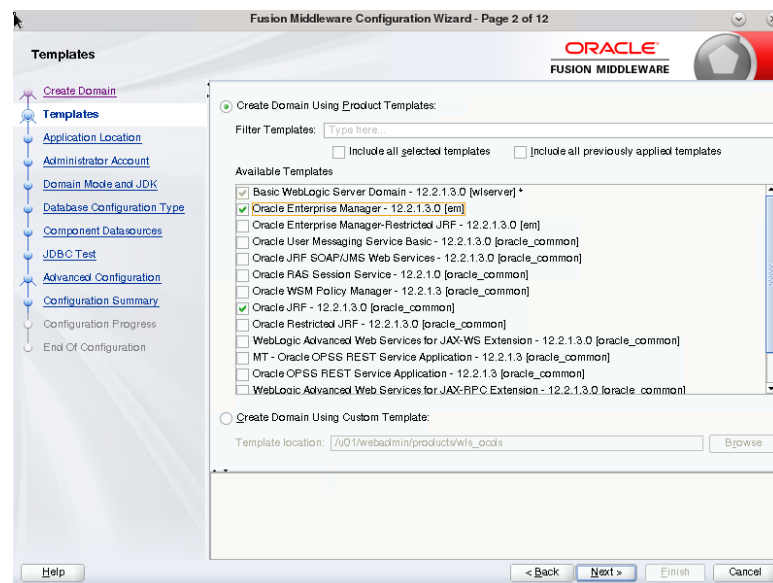 Fusion Middleware Configuration Wizard - Page 2 of 12
Templates
ORACLE
FUSION MIDDLEWARE
Create Domain
Templates
Application Location
Administrator Account
Domain Mode and JDK
Database Configuration Type
Component Datasources
JDBC Test
Advanced Configuration
Configuration Summary
Configuration Progress
End Of Configuration
Create Domain Using Product Templates:
Filter Templates: Type here...
Include all selected templates Include all previously applied templates
Available Templates
Basic WebLogic Server Domain - 12.2.1.3.0 [wlserver] *
Oracle Enterprise Manager - 12.2.1.3.0 [em]
Oracle Enterprise Manager-Restricted JRF - 12.2.1.3.0 [em]
Oracle User Messaging Service Basic - 12.2.1.3.0 [oracle_common]
Oracle JRF SOAP/JMS Web Services - 12.2.1.3.0 [oracle_common]
Oracle RAS Session Service - 12.2.1.0 [oracle_common]
Oracle WSM Policy Manager - 12.2.1.3 [oracle_common]
Oracle JRF - 12.2.1.3.0 [oracle_common]
Oracle Restricted JRF - 12.2.1.3.0 [oracle_common]
WebLogic Advanced Web Services for JAX-WS Extension - 12.2.1.3.0 [oracle_common]
MT - Oracle OPSS REST Service Application - 12.2.1.3 [oracle_common]
Oracle OPSS REST Service Application - 12.2.1.3 [oracle_common]
WebLogic Advanced Web Services for JAX-RPC Extension - 12.2.1.3.0 [oracle_common]
Create Domain Using Custom Template:
Template location: /u01/webadmin/products/wls_ocds Browse
Help < Back Next > Finish Cancel